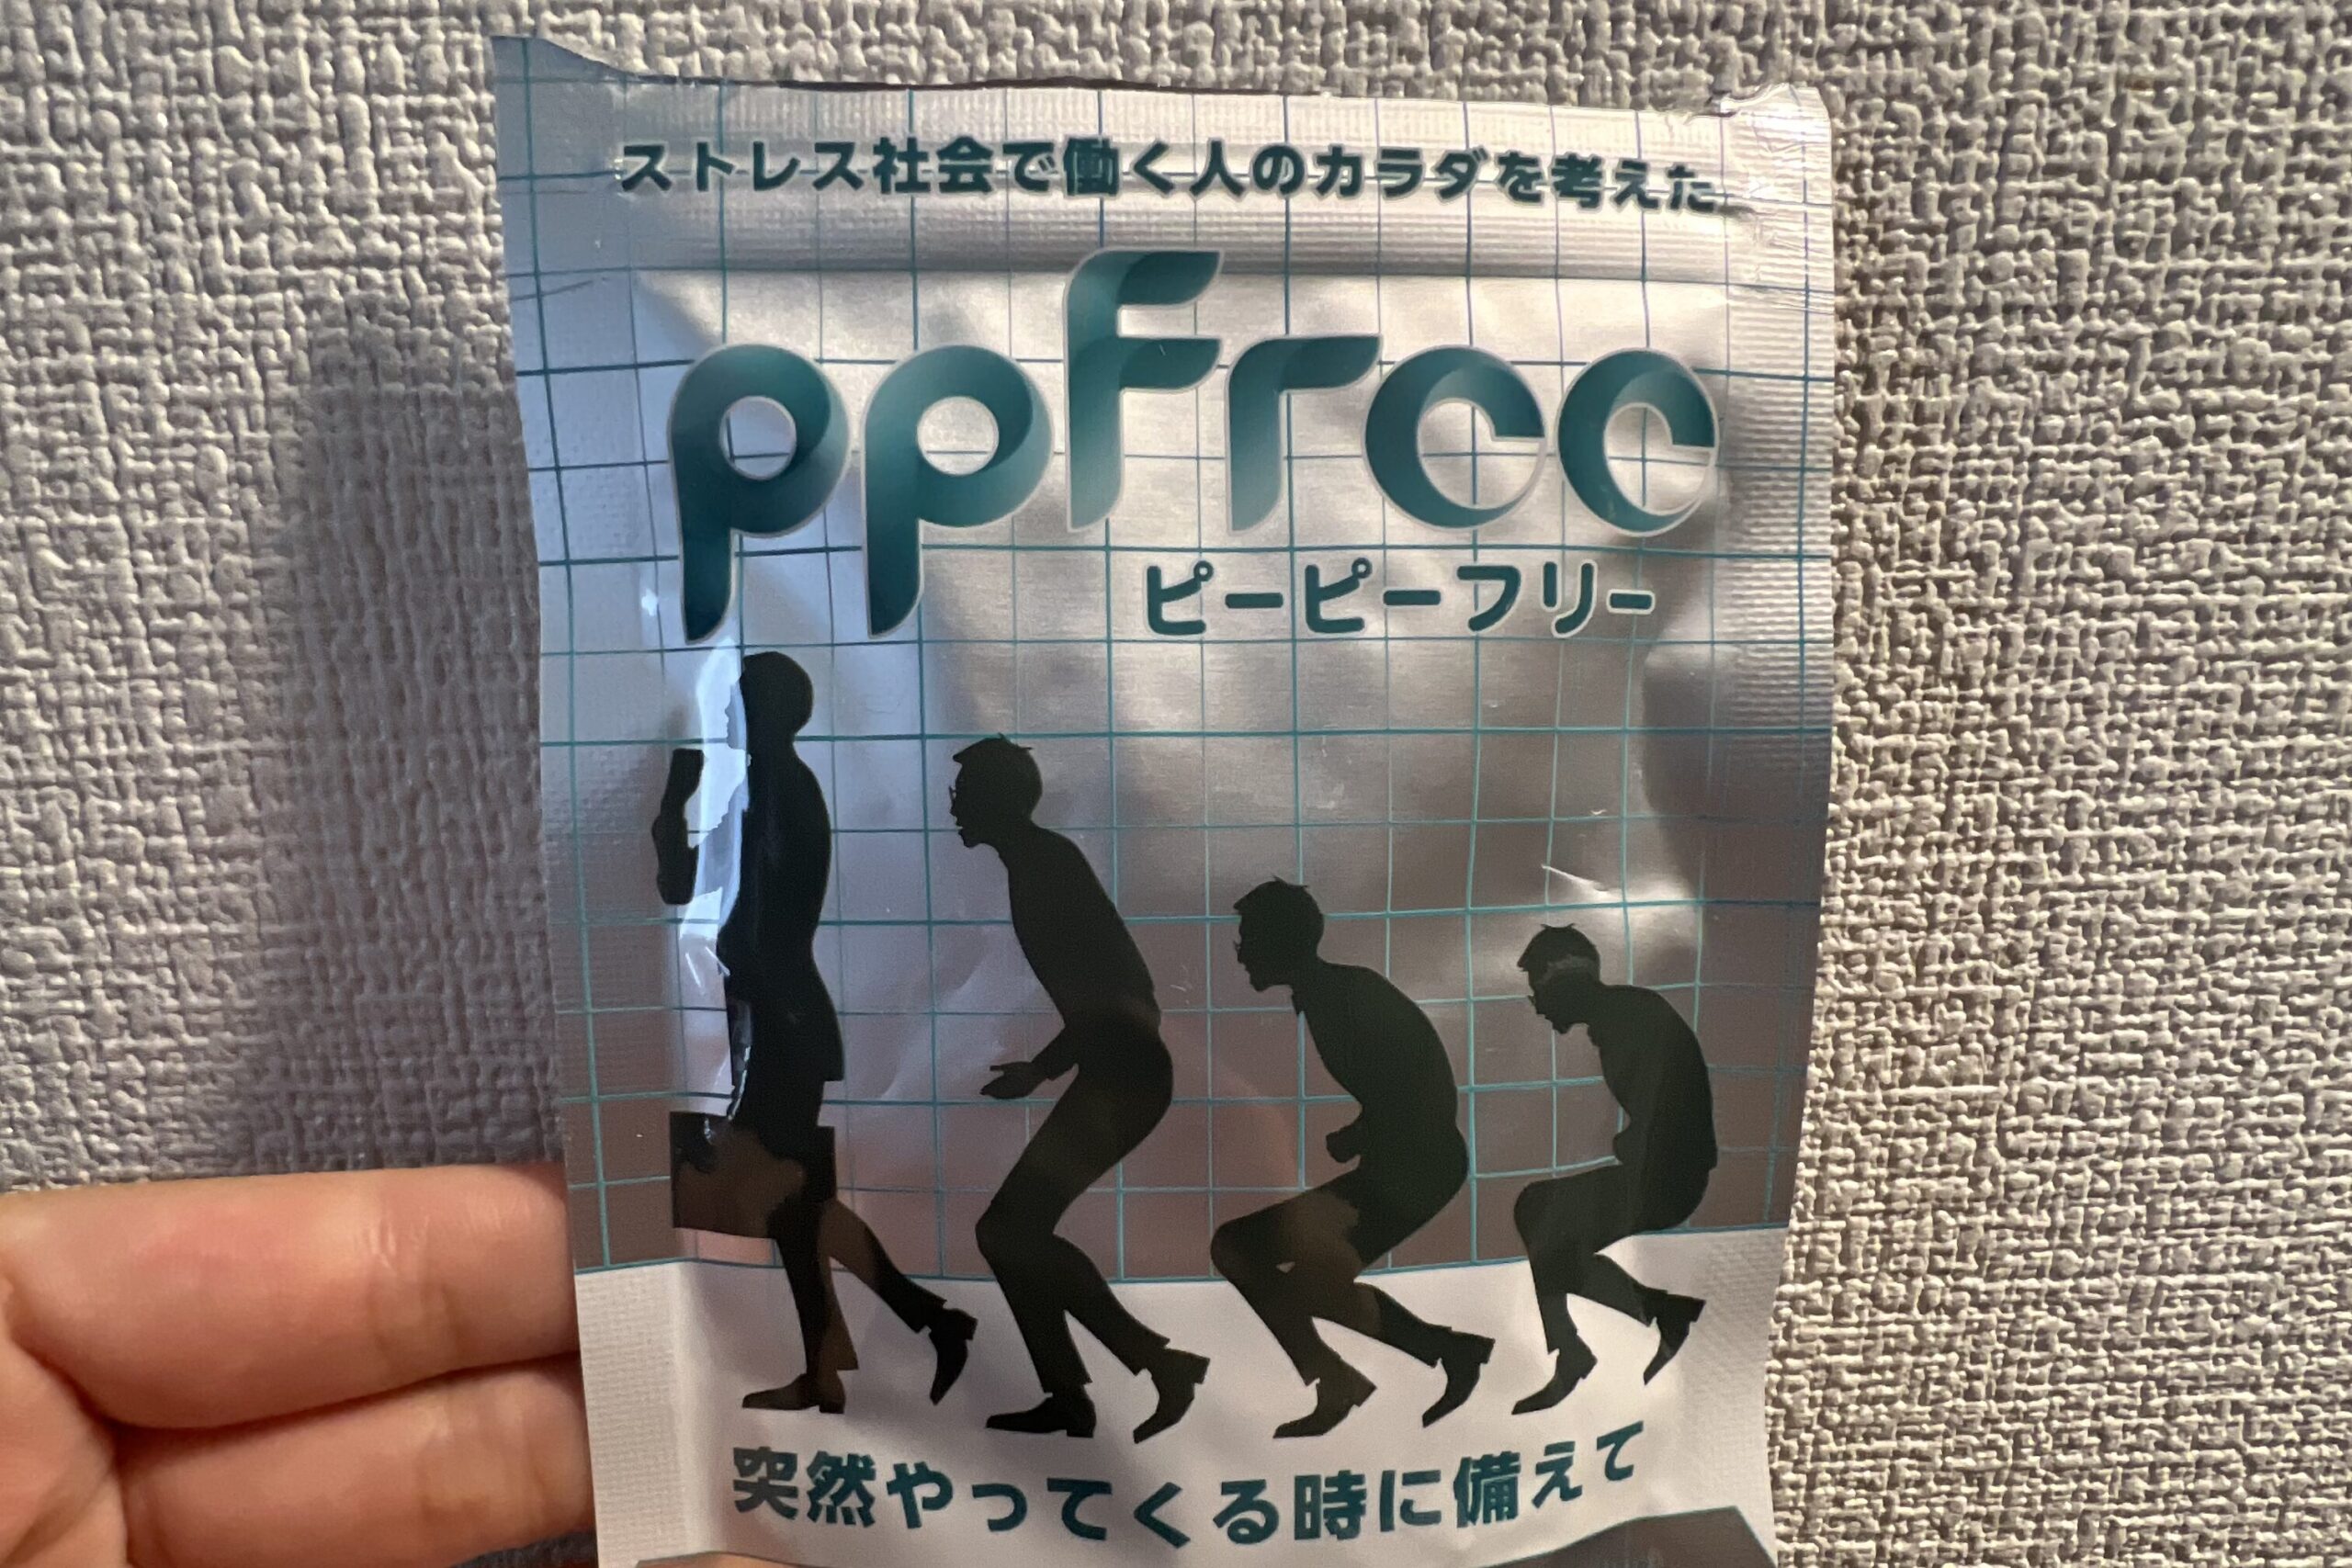 ストレス社会で働く人のカラダを考えた
ppFree
ピーピーフリー
突然やってくる時に備えて